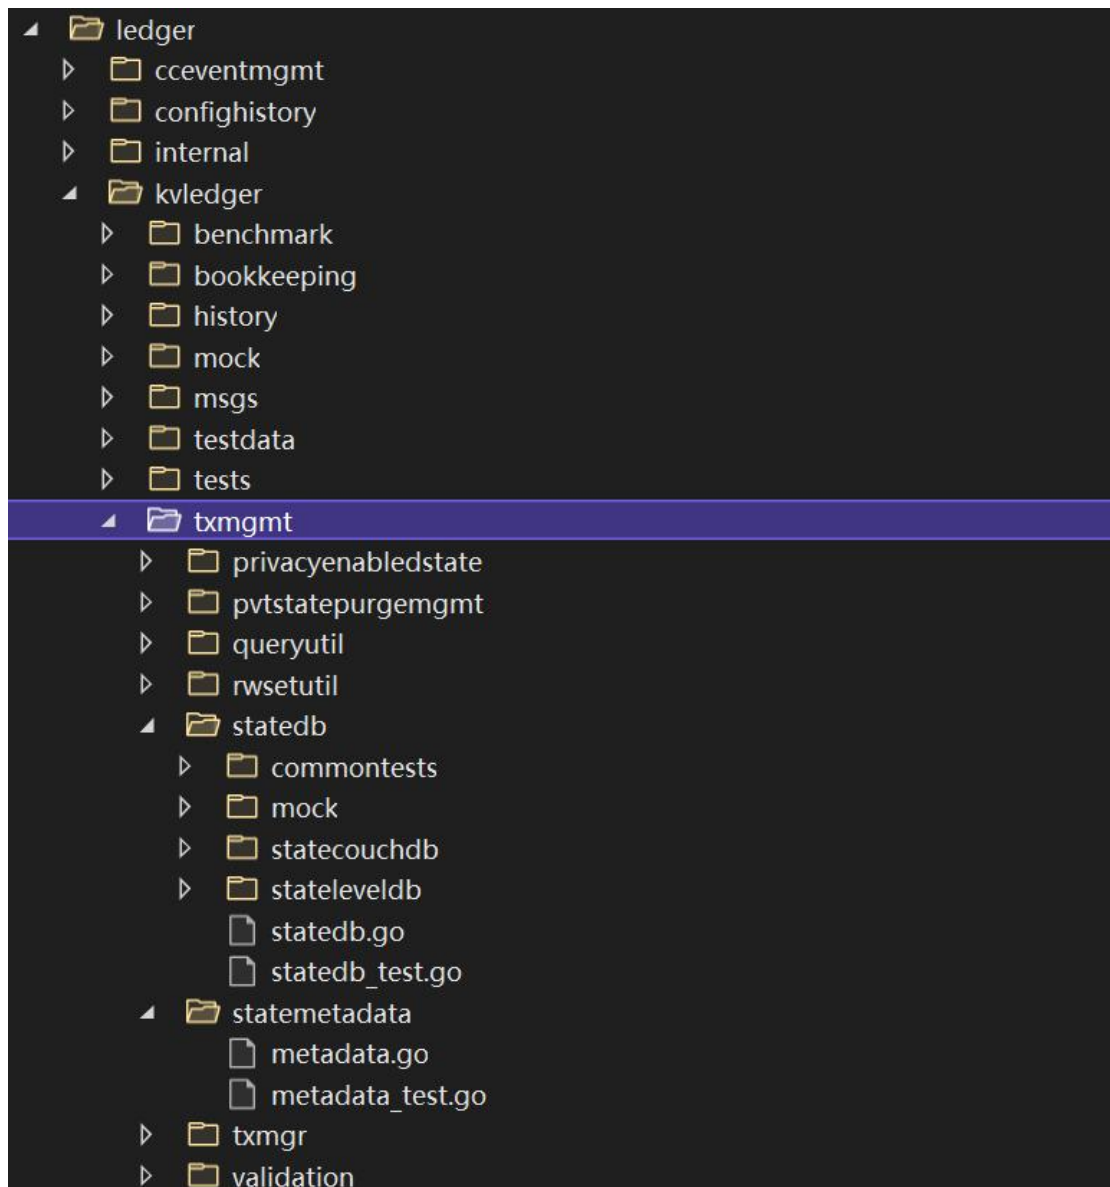 ledger
cceventmgmt
confighistory
internal
kvledger
benchmark
bookkeeping
history
mock
msgs
testdata
tests
txmgmt
privacyenabledstate
pvtstatepurgemgmt
queryutil
rwsetutil
statedb
commontests
mock
statecouchdb
stateleveldb
statedb.go
statedb_test.go
statemetadata
metadata.go
metadata_test.go
txmgr
validation